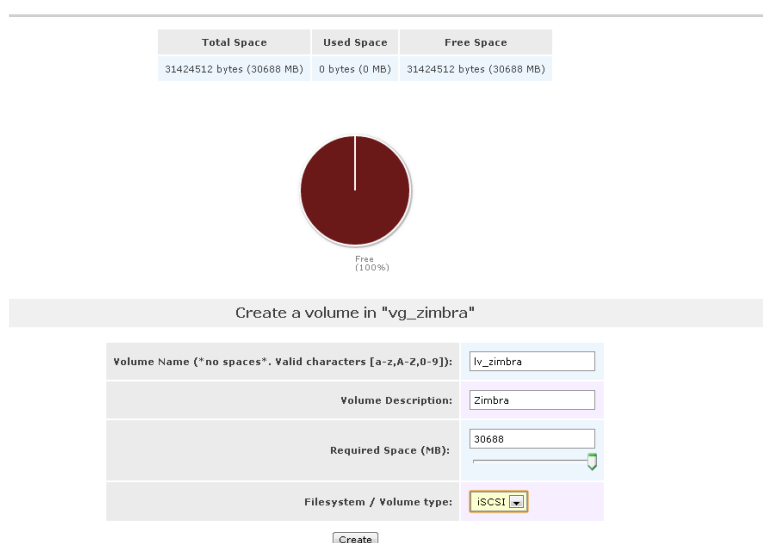 Total Space Used Space Free Space
31424512 bytes (30688 MB) 0 bytes (0 MB) 31424512 bytes (30688 MB)
Free
(100%)
Create a volume in "vg_zimbra"
Volume Name (*no spaces*. Valid characters [a-z,A-Z,0-9]): lv_zimbra
Volume Description: Zimbra
Required Space (MB): 30688
Filesystem / Volume type: iSCSI
Create